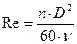 Re = n · D² / 60 · ν